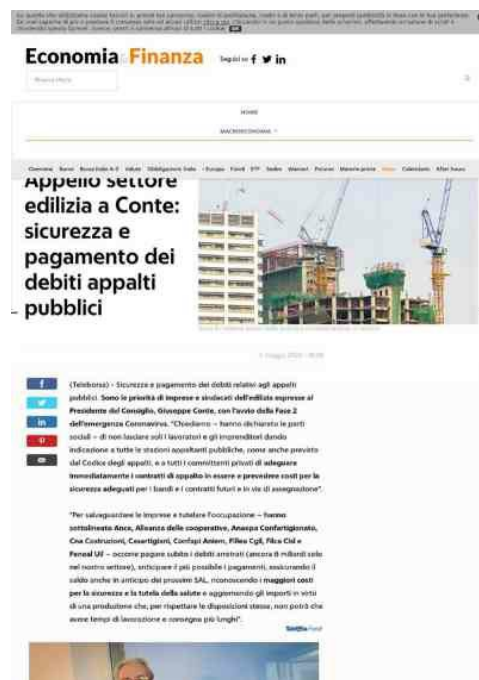 Economia Finanza
Seguici su
HOME
MACROECONOMIA
Appello settore
edilizia a Conte:
sicurezza e
pagamento dei
debiti appalti
pubblici
(Teleborsa) - Sicurezza e pagamento dei debiti relativi agli appalti
pubblici. Sono le priorità di imprese e sindacati dell'edilizia espresse al
Presidente del Consiglio, Giuseppe Conte, con l'avvio della Fase 2
dell'emergenza Coronavirus. "Chiediamo – hanno dichiarato le parti
sociali – di non lasciare soli i lavoratori e gli imprenditori dando
indicazione a tutte le stazioni appaltanti pubbliche, come anche previsto
dal Codice degli appalti, e a tutti i committenti privati di adeguare
immediatamente i contratti di appalto in essere e prevedere costi per la
sicurezza adeguati per i bandi e i contratti futuri e in via di assegnazione".
"Per salvaguardare le imprese e tutelare l'occupazione – hanno
sottolineato Ance, Alleanza delle cooperative, Anaepa Confartigianato,
Cna Costruzioni, Casartigiani, Confapi Aniem, Fillea Cgil, Filca Cisl e
Feneal Uil – occorre pagare subito i debiti arretrati (ancora 6 miliardi solo
nel nostro settore), anticipare il più possibile i pagamenti, assicurando il
saldo anche in anticipo dei prossimi SAL, riconoscendo i maggiori costi
per la sicurezza e la tutela della salute e aggiornando gli importi in virtù
di una produzione che, per rispettare le disposizioni stesse, non potrà che
avere tempi di lavorazione e consegna più lunghi".